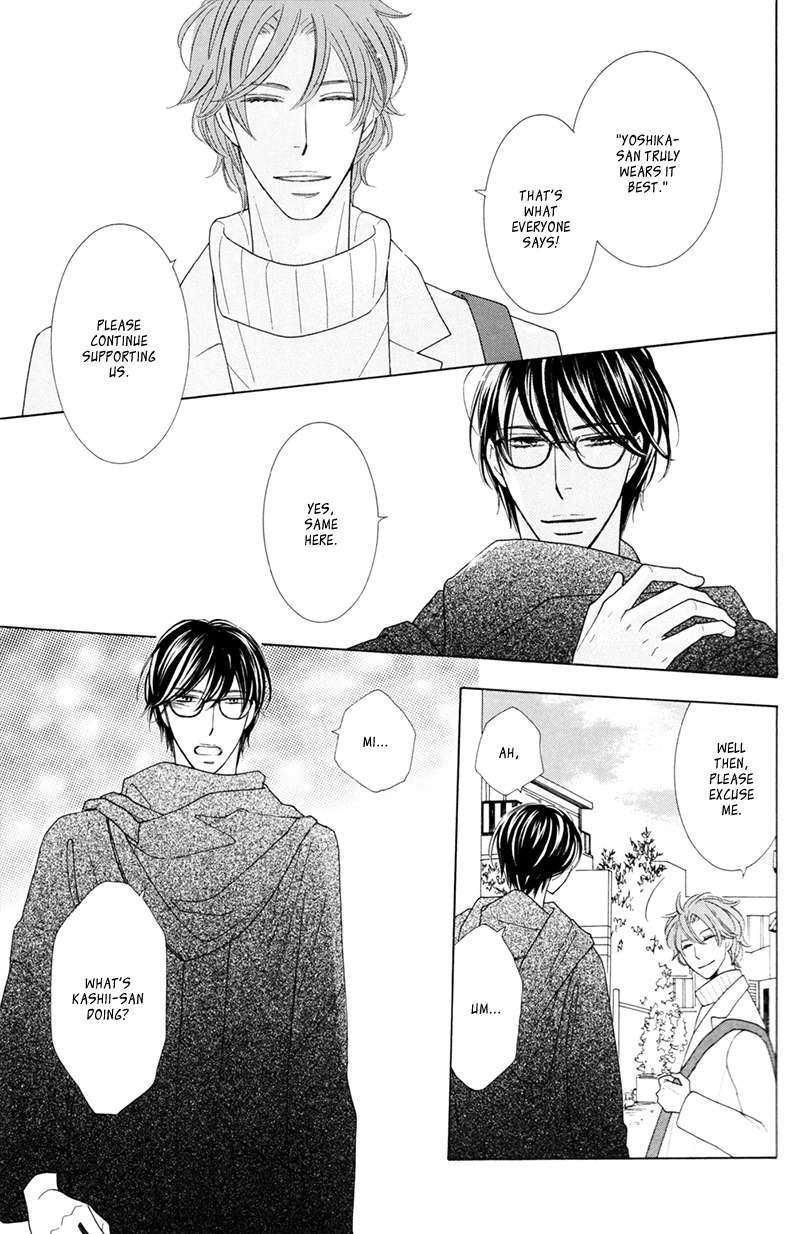 "YOSHIKA-
SAN TRULY
WEARS IT
BEST."
THAT'S
WHAT
EVERYONE
SAYS!
PLEASE
CONTINUE
SUPPORTING
US.
YES,
SAME
HERE.
WELL
THEN,
PLEASE
EXCUSE
ME.
AH,
UM...
MI...
WHAT'S
KASHII-SAN
DOING?